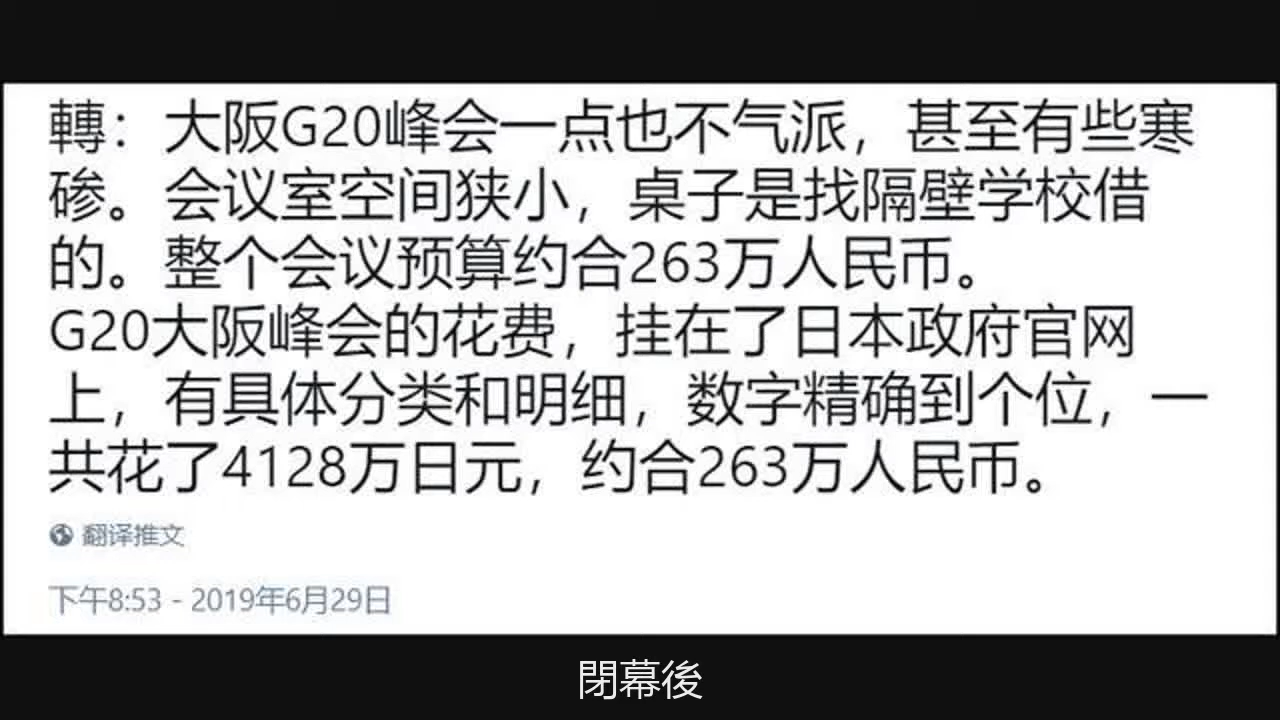 轉：大阪G20峰会一点也不气派，甚至有些寒
碜。会议室空间狭小，桌子是找隔壁学校借
的。整个会议预算约合263万人民币。
G20大阪峰会的花费，挂在了日本政府官网
上，有具体分类和明细，数字精确到个位，一
共花了4128万日元，约合263万人民币。
翻译推文
下午8:53 - 2019年6月29日
閉幕後